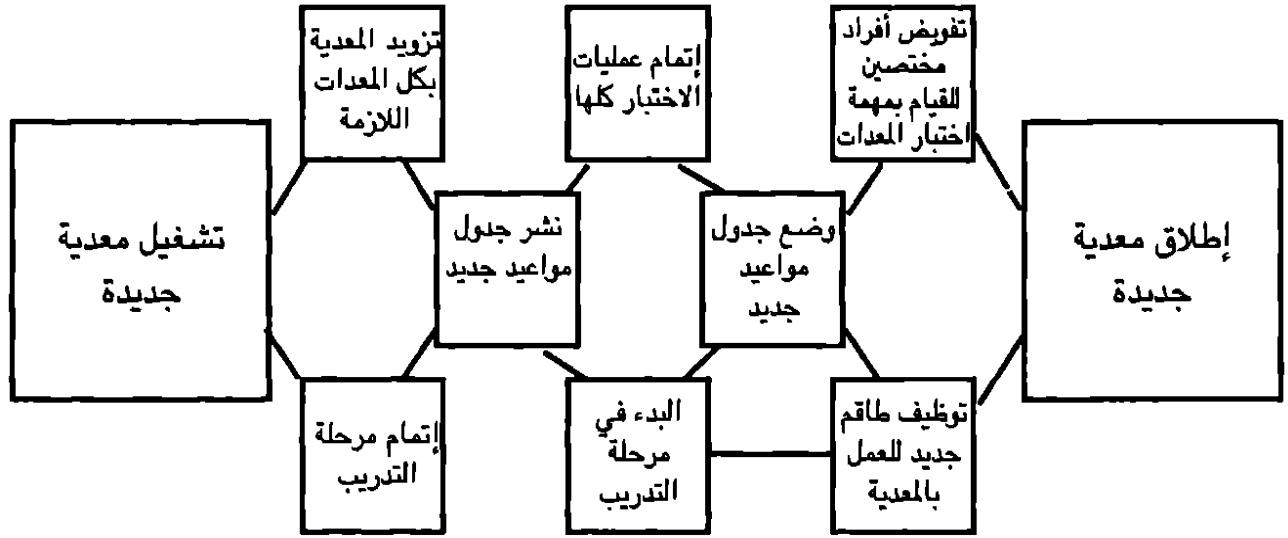 إطلاق معدية
جديدة
تفويض أفراد
مختصين
للقيام بمهمة
اختبار المعدات
توظيف طاقم
جديد للعمل
بالمعدية
وضع جدول
مواعيد
جديد
إتمام عمليات
الاختبار كلها
البدء في
مرحلة
التدريب
نشر جدول
مواعيد جديد
تزويد المعدية
بكل المعدات
اللازمة
إتمام مرحلة
التدريب
تشغيل معدية
جديدة